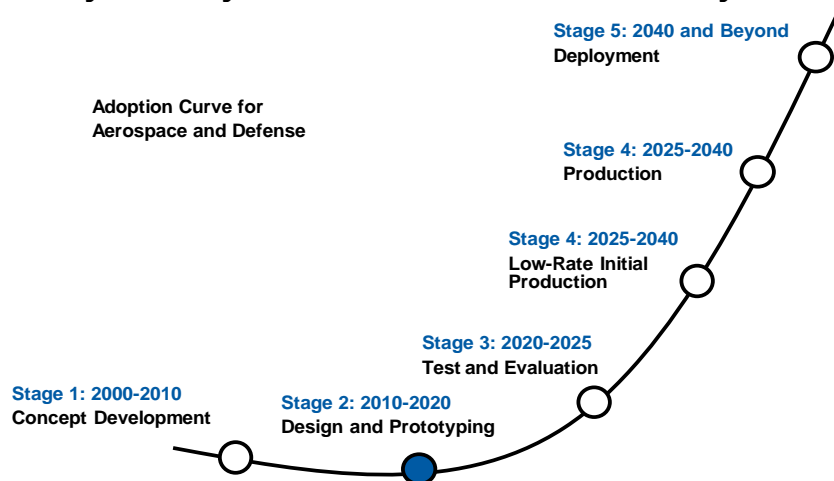 Stage 5: 2040 and Beyond
Deployment
Adoption Curve for
Aerospace and Defense
Stage 4: 2025-2040
Production
Stage 4: 2025-2040
Low-Rate Initial
Production
Stage 3: 2020-2025
Test and Evaluation
Stage 1: 2000-2010
Concept Development
Stage 2: 2010-2020
Design and Prototyping